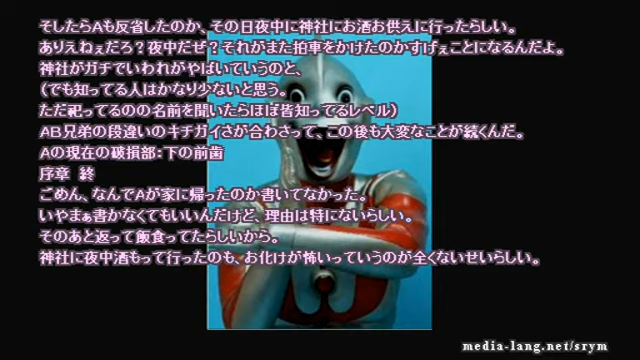 そしたらAも反省したのか、その日夜中に神社にお酒お供えに行ったらしい。
ありえねぇだろ？夜中だぜ？それがまた拍車をかけたのかすげぇことになるんだよ。
神社がガチでいわれがやばいていうのと、
（でも知ってる人はかなり少ないと思う。
ただ祀ってるのの名前を聞いたらほぼ皆知ってるレベル）
AB兄弟の段違いのキチガイさが合わさって、この後も大変なことが続くんだ。
Aの現在の破損部：下の前歯
序章　終
ごめん、なんでAが家に帰ったのか書いてなかった。
いやまぁ書かなくてもいいんだけど、理由は特にないらしい。
そのあと返って飯食ってたらしいから。
神社に夜中酒もって行ったのも、お化けが怖いっていうのが全くないせいらしい。
media-lang.net/srym